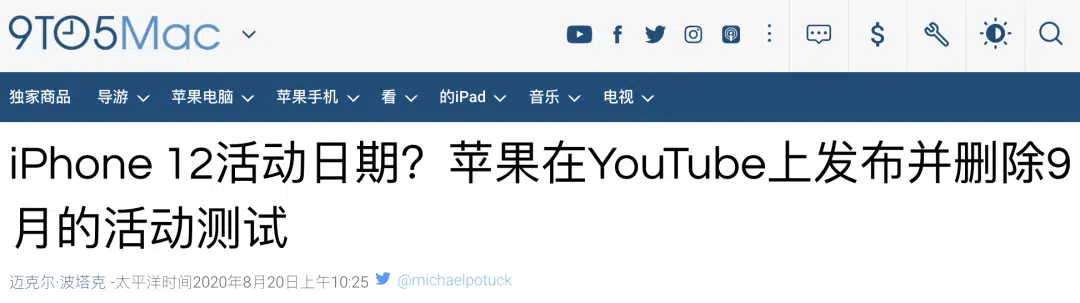 9TO5Mac
独家商品 导游 苹果电脑 苹果手机 看 的iPad 音乐 电视
iPhone 12活动日期？苹果在YouTube上发布并删除9
月的活动测试
迈克尔·波塔克 -太平洋时间2020年8月20日上午10:25 @michaelpotuck